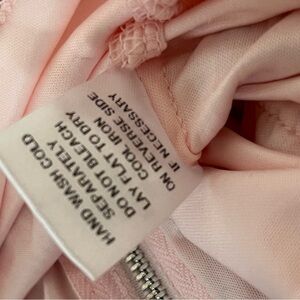 HAND WASH COLD
SEPARATELY
DO NOT BLEACH
LAY FLAT TO DRY
COOL IRON
ON REVERSE SIDE
IF NECESSARY